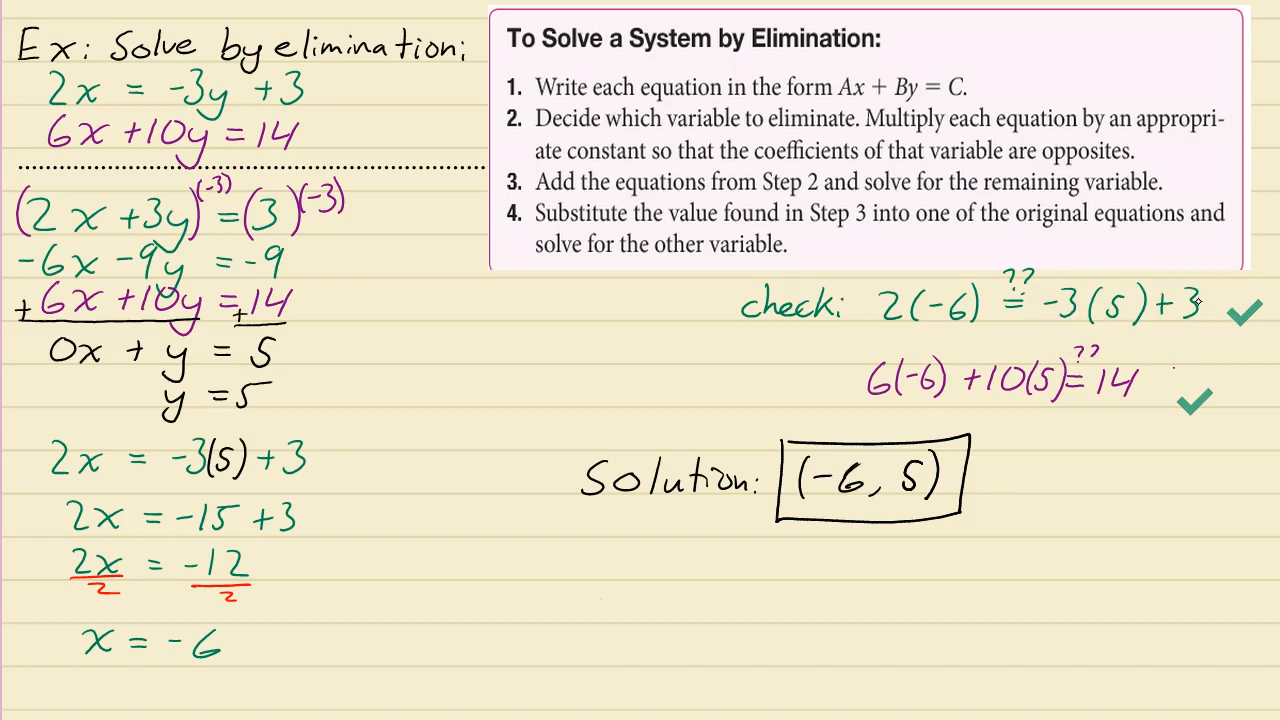 Ex: Solve by elimination:
2x = -3y + 3
6x + 10y = 14
(2x + 3y)(-3) = (3)(-3)
-6x - 9y = -9
+ 6x + 10y = + 14
0x + y = 5
y = 5
2x = -3(5) + 3
2x = -15 + 3
2x/2 = -12/2
x = -6
To Solve a System by Elimination:
1. Write each equation in the form Ax + By = C.
2. Decide which variable to eliminate. Multiply each equation by an appropri-
ate constant so that the coefficients of that variable are opposites.
3. Add the equations from Step 2 and solve for the remaining variable.
4. Substitute the value found in Step 3 into one of the original equations and
solve for the other variable.
??
check: 2(-6) = -3(5) + 3
??
6(-6) + 10(5) = 14
Solution: (-6, 5)